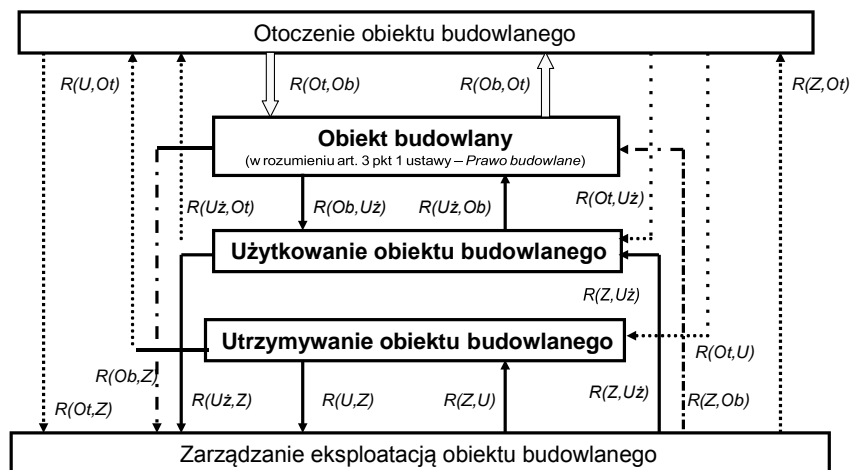 Otoczenie obiektu budowlanego
R(U,Ot)
R(Ot,Ob)
R(Ob,Ot)
R(Z,Ot)
Obiekt budowlany
(w rozumieniu art. 3 pkt 1 ustawy – Prawo budowlane)
R(Uż,Ot)
R(Ob,Uż)
R(Uż,Ob)
R(Ot,Uż)
Użytkowanie obiektu budowlanego
R(Z,Uż)
Utrzymywanie obiektu budowlanego
R(Ot,U)
R(Ob,Z)
R(Ot,Z)
R(Uż,Z)
R(U,Z)
R(Z,U)
R(Z,Uż)
R(Z,Ob)
Zarządzanie eksploatacją obiektu budowlanego